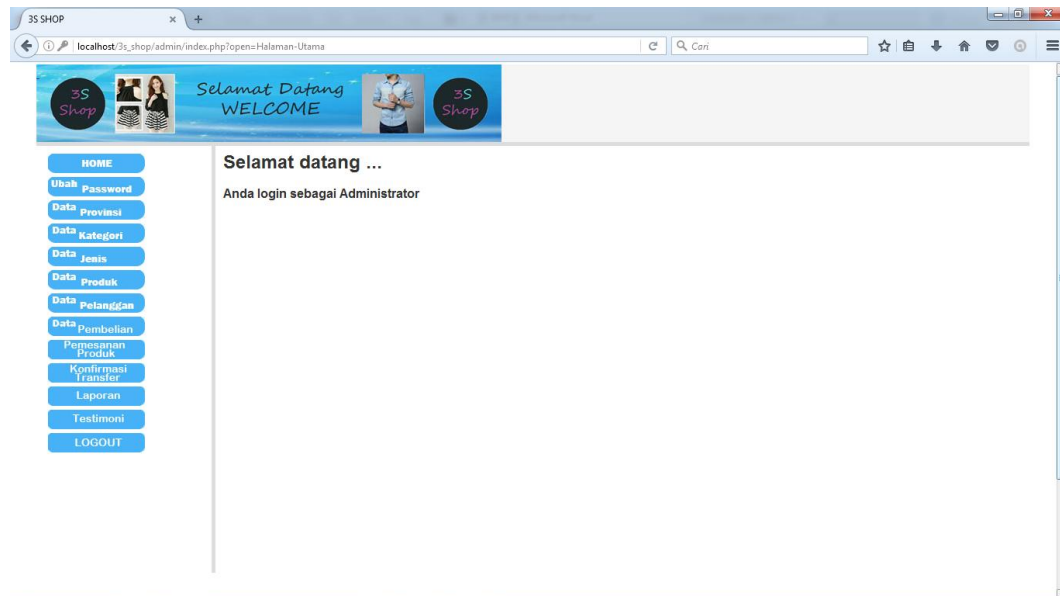 3S SHOP
localhost/3s_shop/admin/index.php?open=Halaman-Utama
Cari
3S
Shop
Selamat Datang
WELCOME
3S
Shop
HOME
Ubah Password
Data Provinsi
Data Kategori
Data Jenis
Data Produk
Data Pelanggan
Data Pembelian
Pemesanan
Produk
Konfirmasi
Transfer
Laporan
Testimoni
LOGOUT
Selamat datang ...
Anda login sebagai Administrator